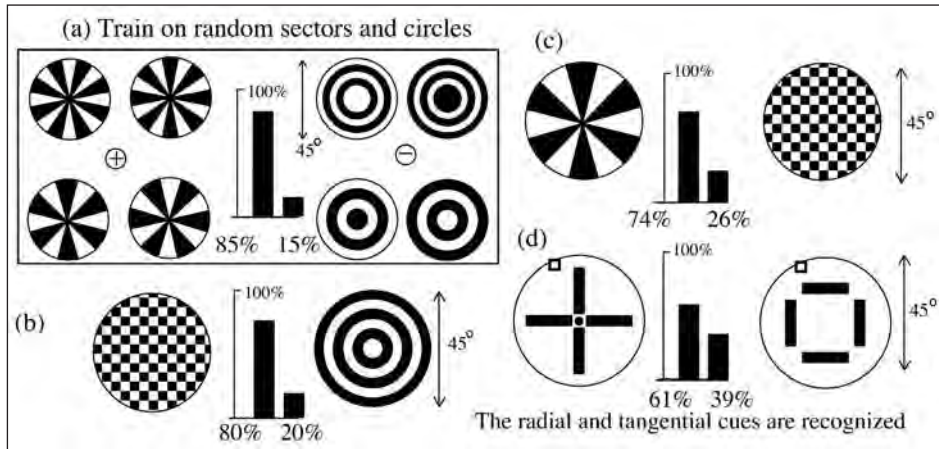 (a) Train on random sectors and circles
100%
45°
+
−
85% 15%
(b)
100%
45°
80% 20%
(c)
100%
45°
74% 26%
(d)
100%
45°
61% 39%
The radial and tangential cues are recognized